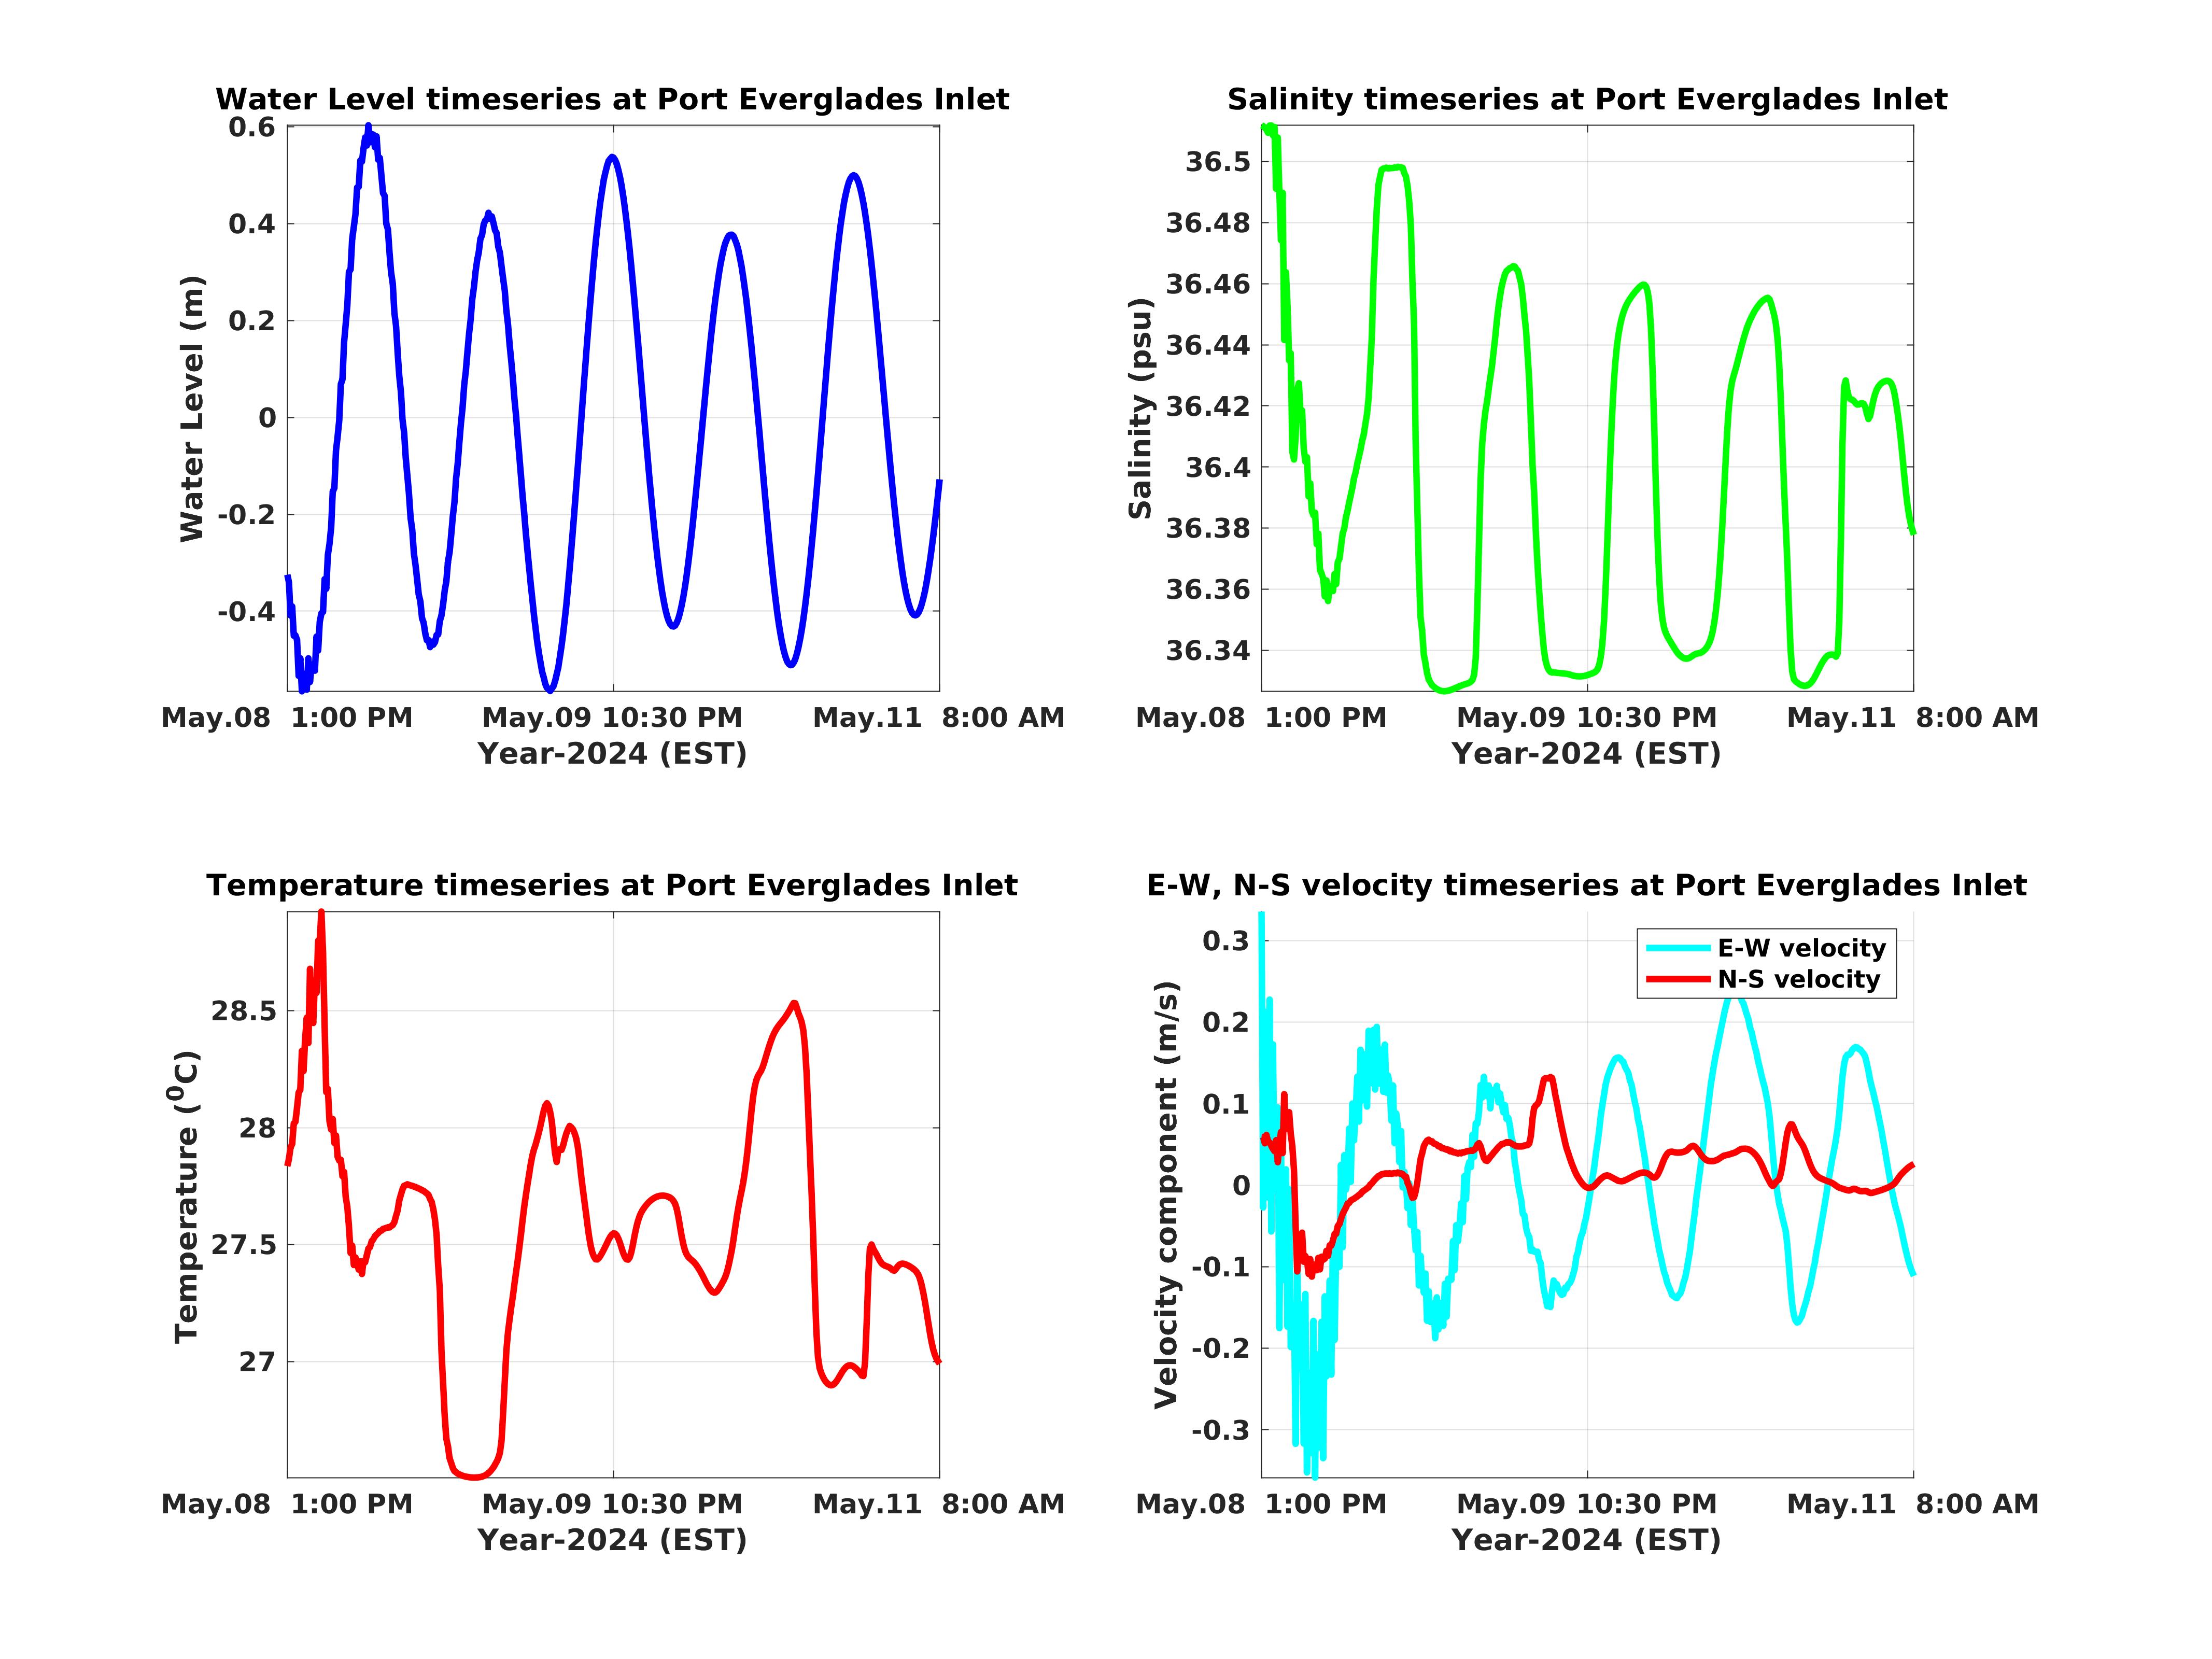 Water Level timeseries at Port Everglades Inlet
0.6
0.4
0.2
0
-0.2
-0.4
Water Level (m)
May.08 1:00 PM May.09 10:30 PM May.11 8:00 AM
Year-2024 (EST)
Salinity timeseries at Port Everglades Inlet
36.5
36.48
36.46
36.44
36.42
36.4
36.38
36.36
36.34
Salinity (psu)
May.08 1:00 PM May.09 10:30 PM May.11 8:00 AM
Year-2024 (EST)
Temperature timeseries at Port Everglades Inlet
28.5
28
27.5
27
Temperature (⁰C)
May.08 1:00 PM May.09 10:30 PM May.11 8:00 AM
Year-2024 (EST)
E-W, N-S velocity timeseries at Port Everglades Inlet
E-W velocity
N-S velocity
0.3
0.2
0.1
0
-0.1
-0.2
-0.3
Velocity component (m/s)
May.08 1:00 PM May.09 10:30 PM May.11 8:00 AM
Year-2024 (EST)